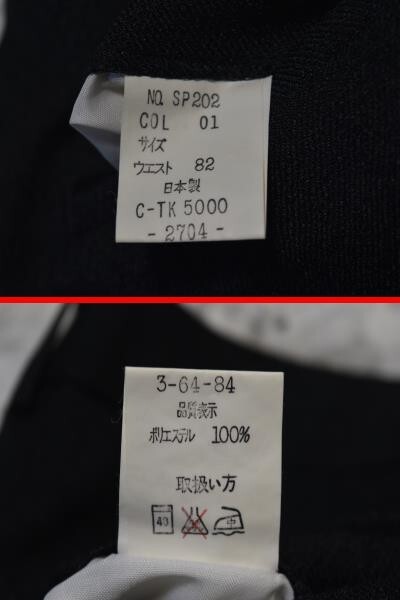 NO. SP202
COL 01
サイズ
ウエスト 82
日本製
C-TK 5000
- 2704 -
3-64-84
品質表示
ポリエステル 100%
取扱い方
40 中